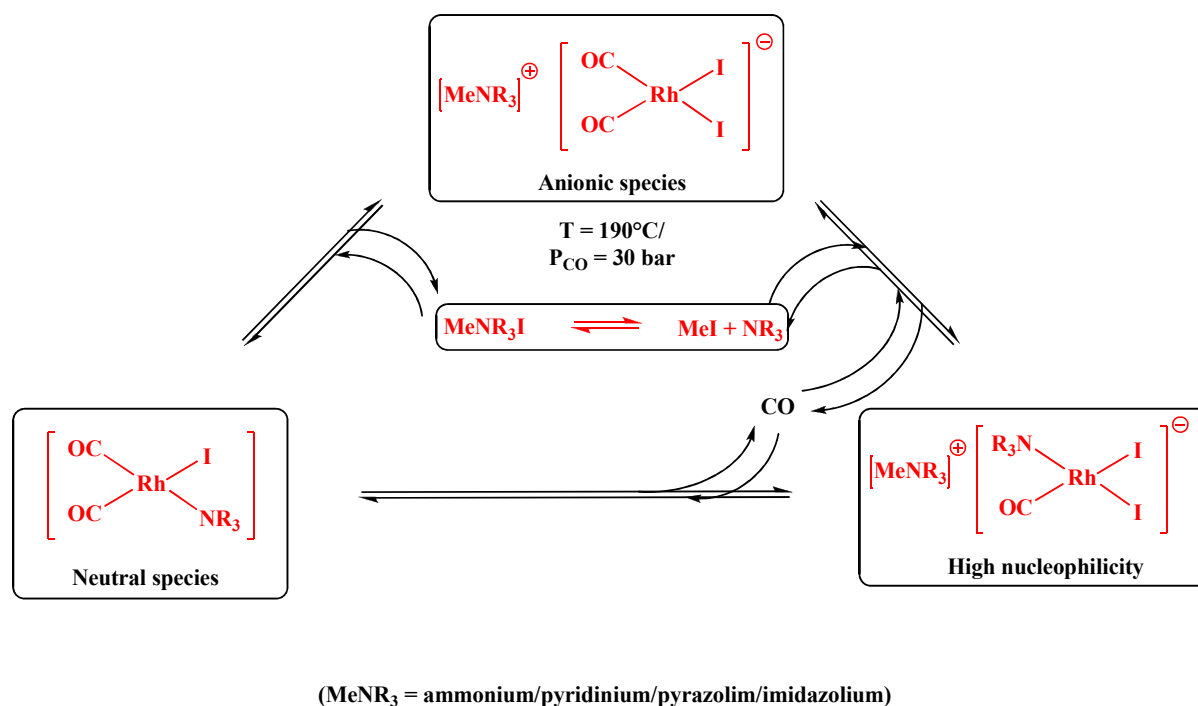 OC I ⊖
[MeNR3]⊕ Rh
OC I
Anionic species
T = 190°C/
PCO = 30 bar
MeNR3I MeI + NR3
CO
OC I
Rh
OC NR3
Neutral species
R3N I ⊖
[MeNR3]⊕ Rh
OC I
High nucleophilicity
(MeNR3 = ammonium/pyridinium/pyrazolim/imidazolium)